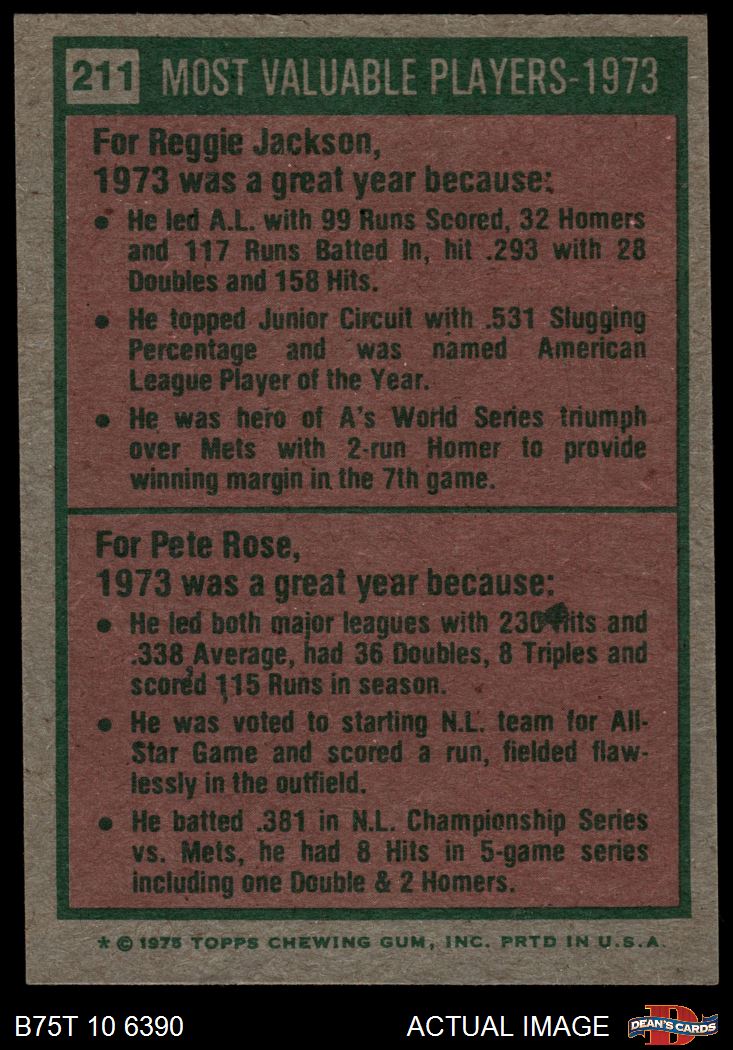 211 MOST VALUABLE PLAYERS-1973
For Reggie Jackson,
1973 was a great year because:
• He led A.L. with 99 Runs Scored, 32 Homers
and 117 Runs Batted In, hit .293 with 28
Doubles and 158 Hits.
• He topped Junior Circuit with .531 Slugging
Percentage and was named American
League Player of the Year.
• He was hero of A's World Series triumph
over Mets with 2-run Homer to provide
winning margin in the 7th game.
For Pete Rose,
1973 was a great year because:
• He led both major leagues with 230 Hits and
.338 Average, had 36 Doubles, 8 Triples and
scored 115 Runs in season.
• He was voted to starting N.L. team for All-
Star Game and scored a run, fielded flaw-
lessly in the outfield.
• He batted .381 in N.L. Championship Series
vs. Mets, he had 8 Hits in 5-game series
including one Double & 2 Homers.
* © 1975 TOPPS CHEWING GUM, INC. PRTD IN U.S.A.
B75T 10 6390 ACTUAL IMAGE DEAN'S CARDS